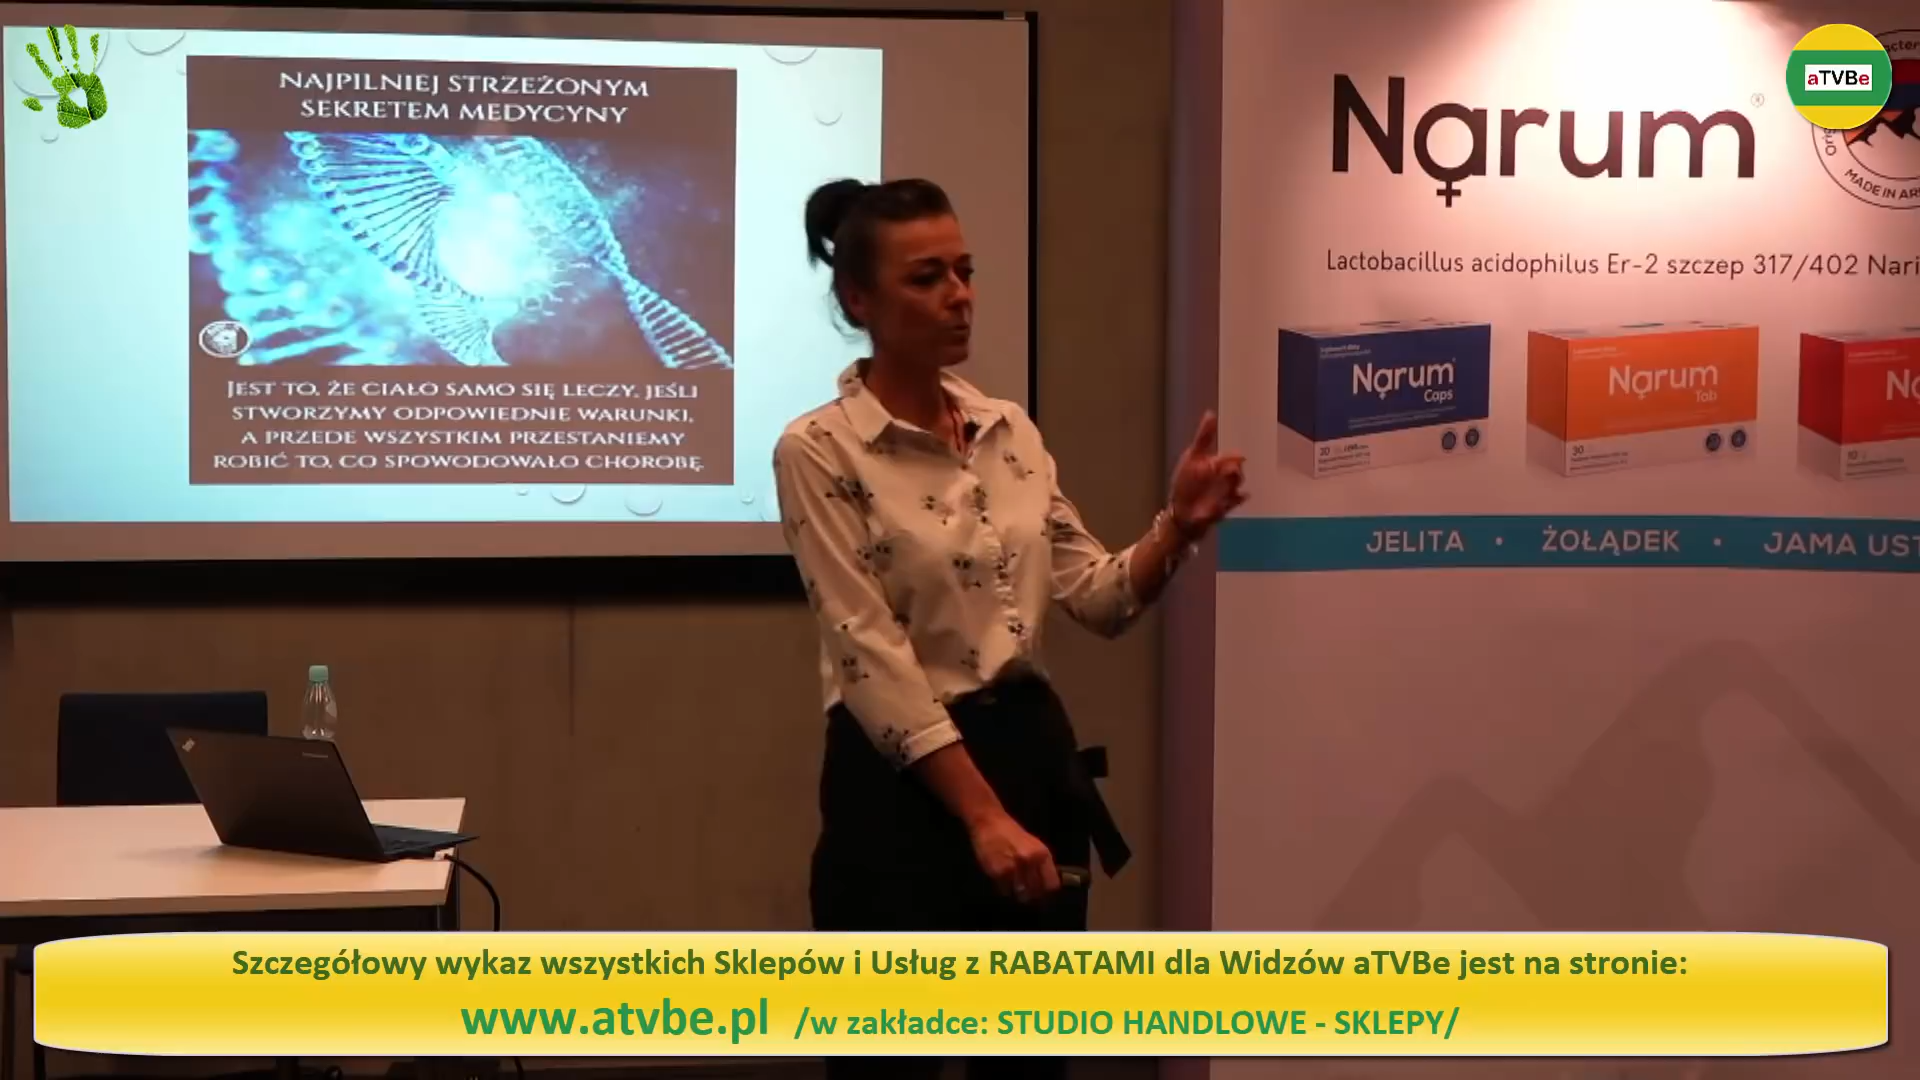 NAJPILNIEJ STRZEŻONYM
SEKRETEM MEDYCYNY
JEST TO, ŻE CIAŁO SAMO SIĘ LECZY, JEŚLI
STWORZYMY ODPOWIEDNIE WARUNKI,
A PRZEDE WSZYSTKIM PRZESTANIEMY
ROBIĆ TO, CO SPOWODOWAŁO CHOROBĘ.
aTVBe
Narum®
MADE IN AR
Lactobacillus acidophilus Er-2 szczep 317/402 Nari
Narum
Caps
Narum
Tab
JELITA • ŻOŁĄDEK • JAMA UST
Szczegółowy wykaz wszystkich Sklepów i Usług z RABATAMI dla Widzów aTVBe jest na stronie:
www.atvbe.pl /w zakładce: STUDIO HANDLOWE - SKLEPY/